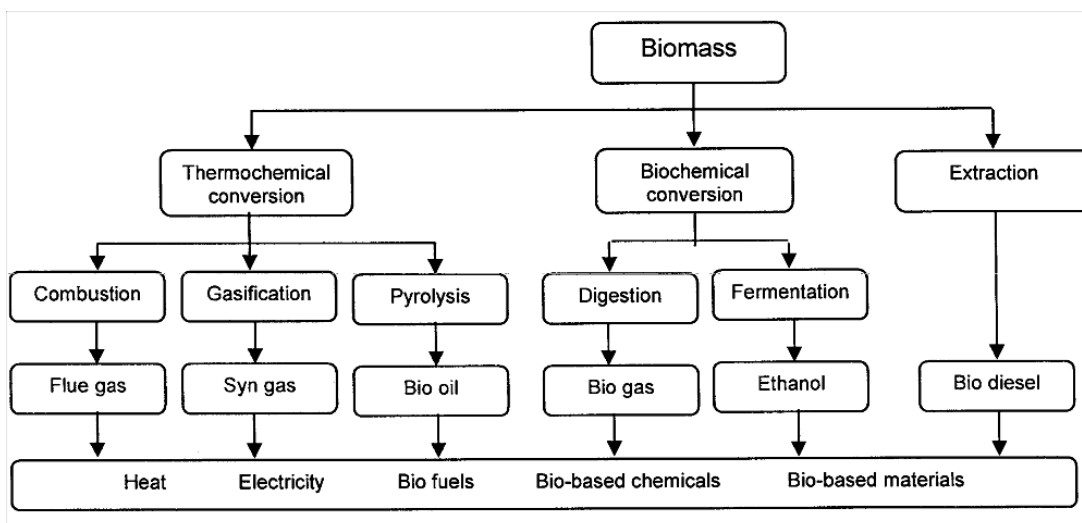 Biomass
Thermochemical
conversion
Biochemical
conversion
Extraction
Combustion
Gasification
Pyrolysis
Digestion
Fermentation
Flue gas
Syn gas
Bio oil
Bio gas
Ethanol
Bio diesel
Heat Electricity Bio fuels Bio-based chemicals Bio-based materials